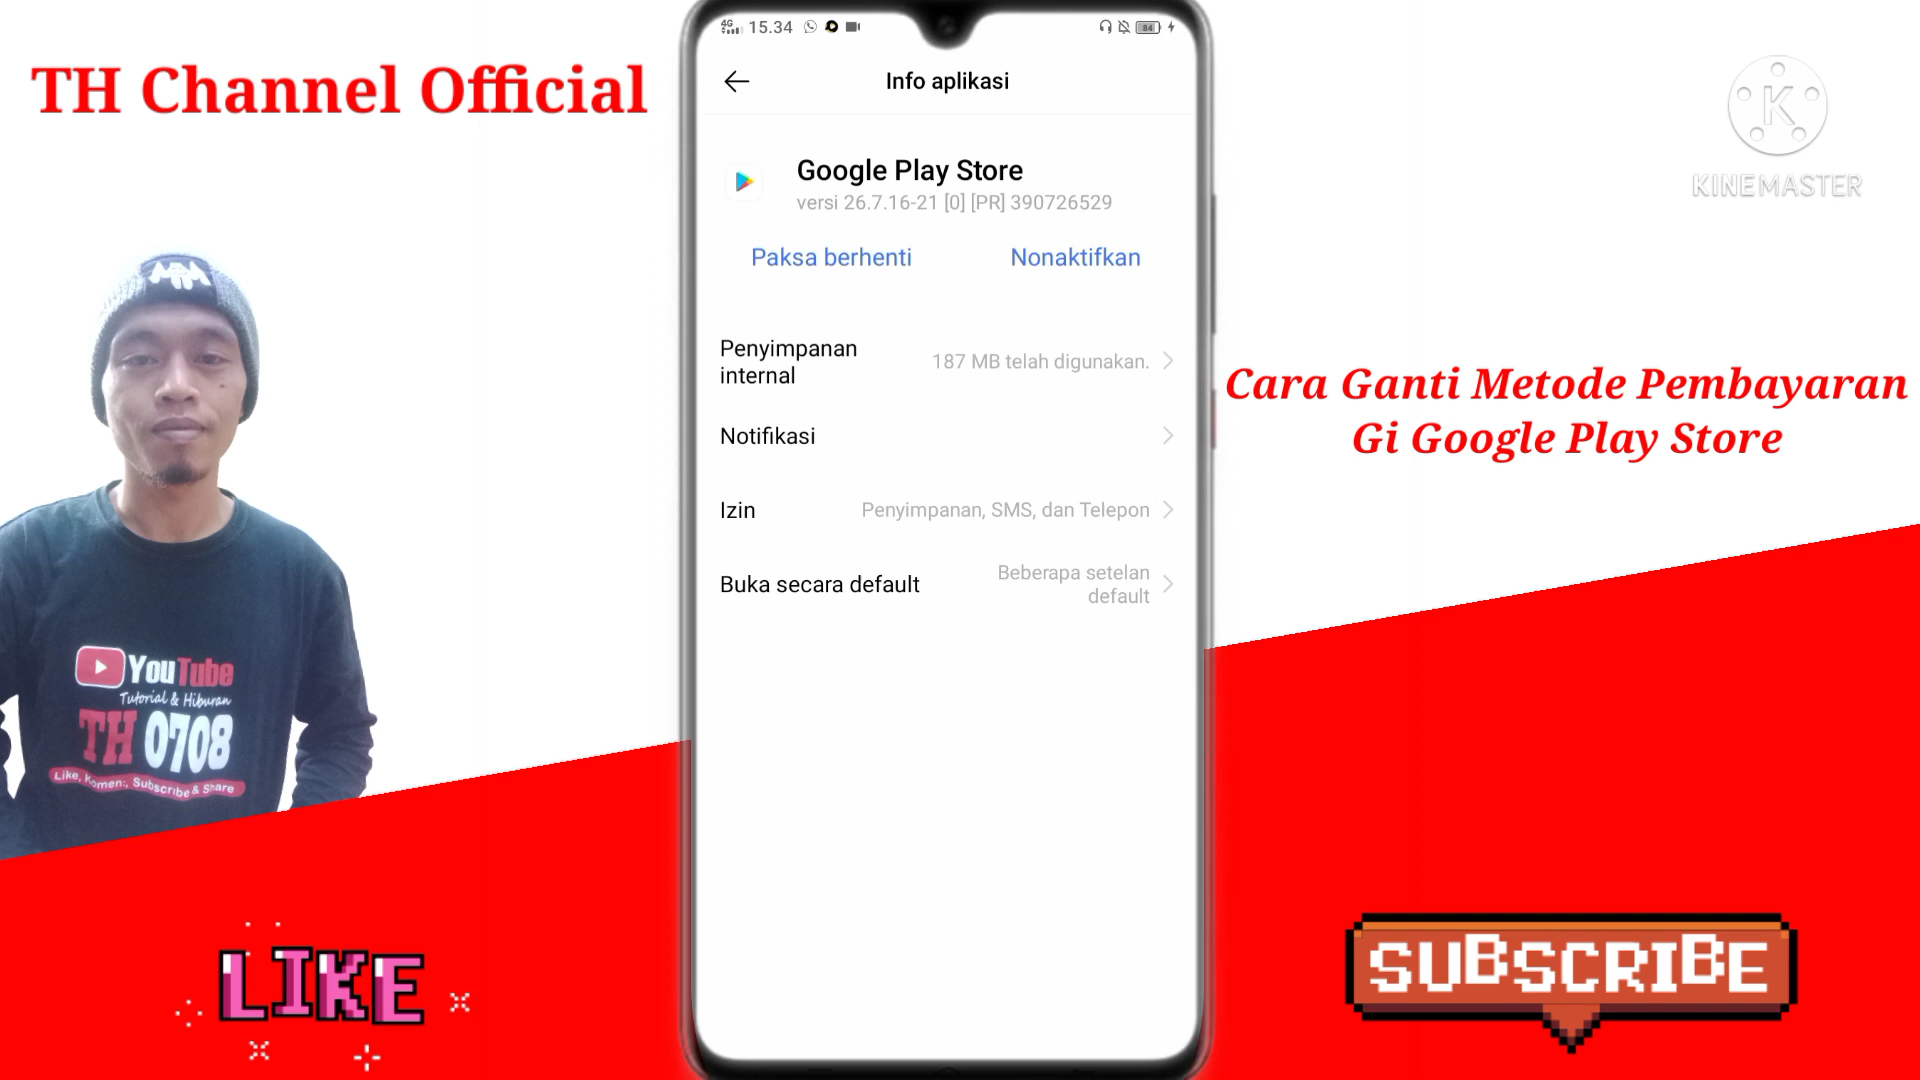 TH Channel Official
4G 15.34
84
Info aplikasi
Google Play Store
versi 26.7.16-21 [0] [PR] 390726529
Paksa berhenti
Nonaktifkan
Penyimpanan
internal
187 MB telah digunakan.
Notifikasi
Izin
Penyimpanan, SMS, dan Telepon
Buka secara default
Beberapa setelan
default
K
KINEMASTER
Cara Ganti Metode Pembayaran
Gi Google Play Store
YouTube
Tutorial & Hiburan
TH 0708
Like, Komen:, Subscribe & Share
LIKE
SUBSCRIBE